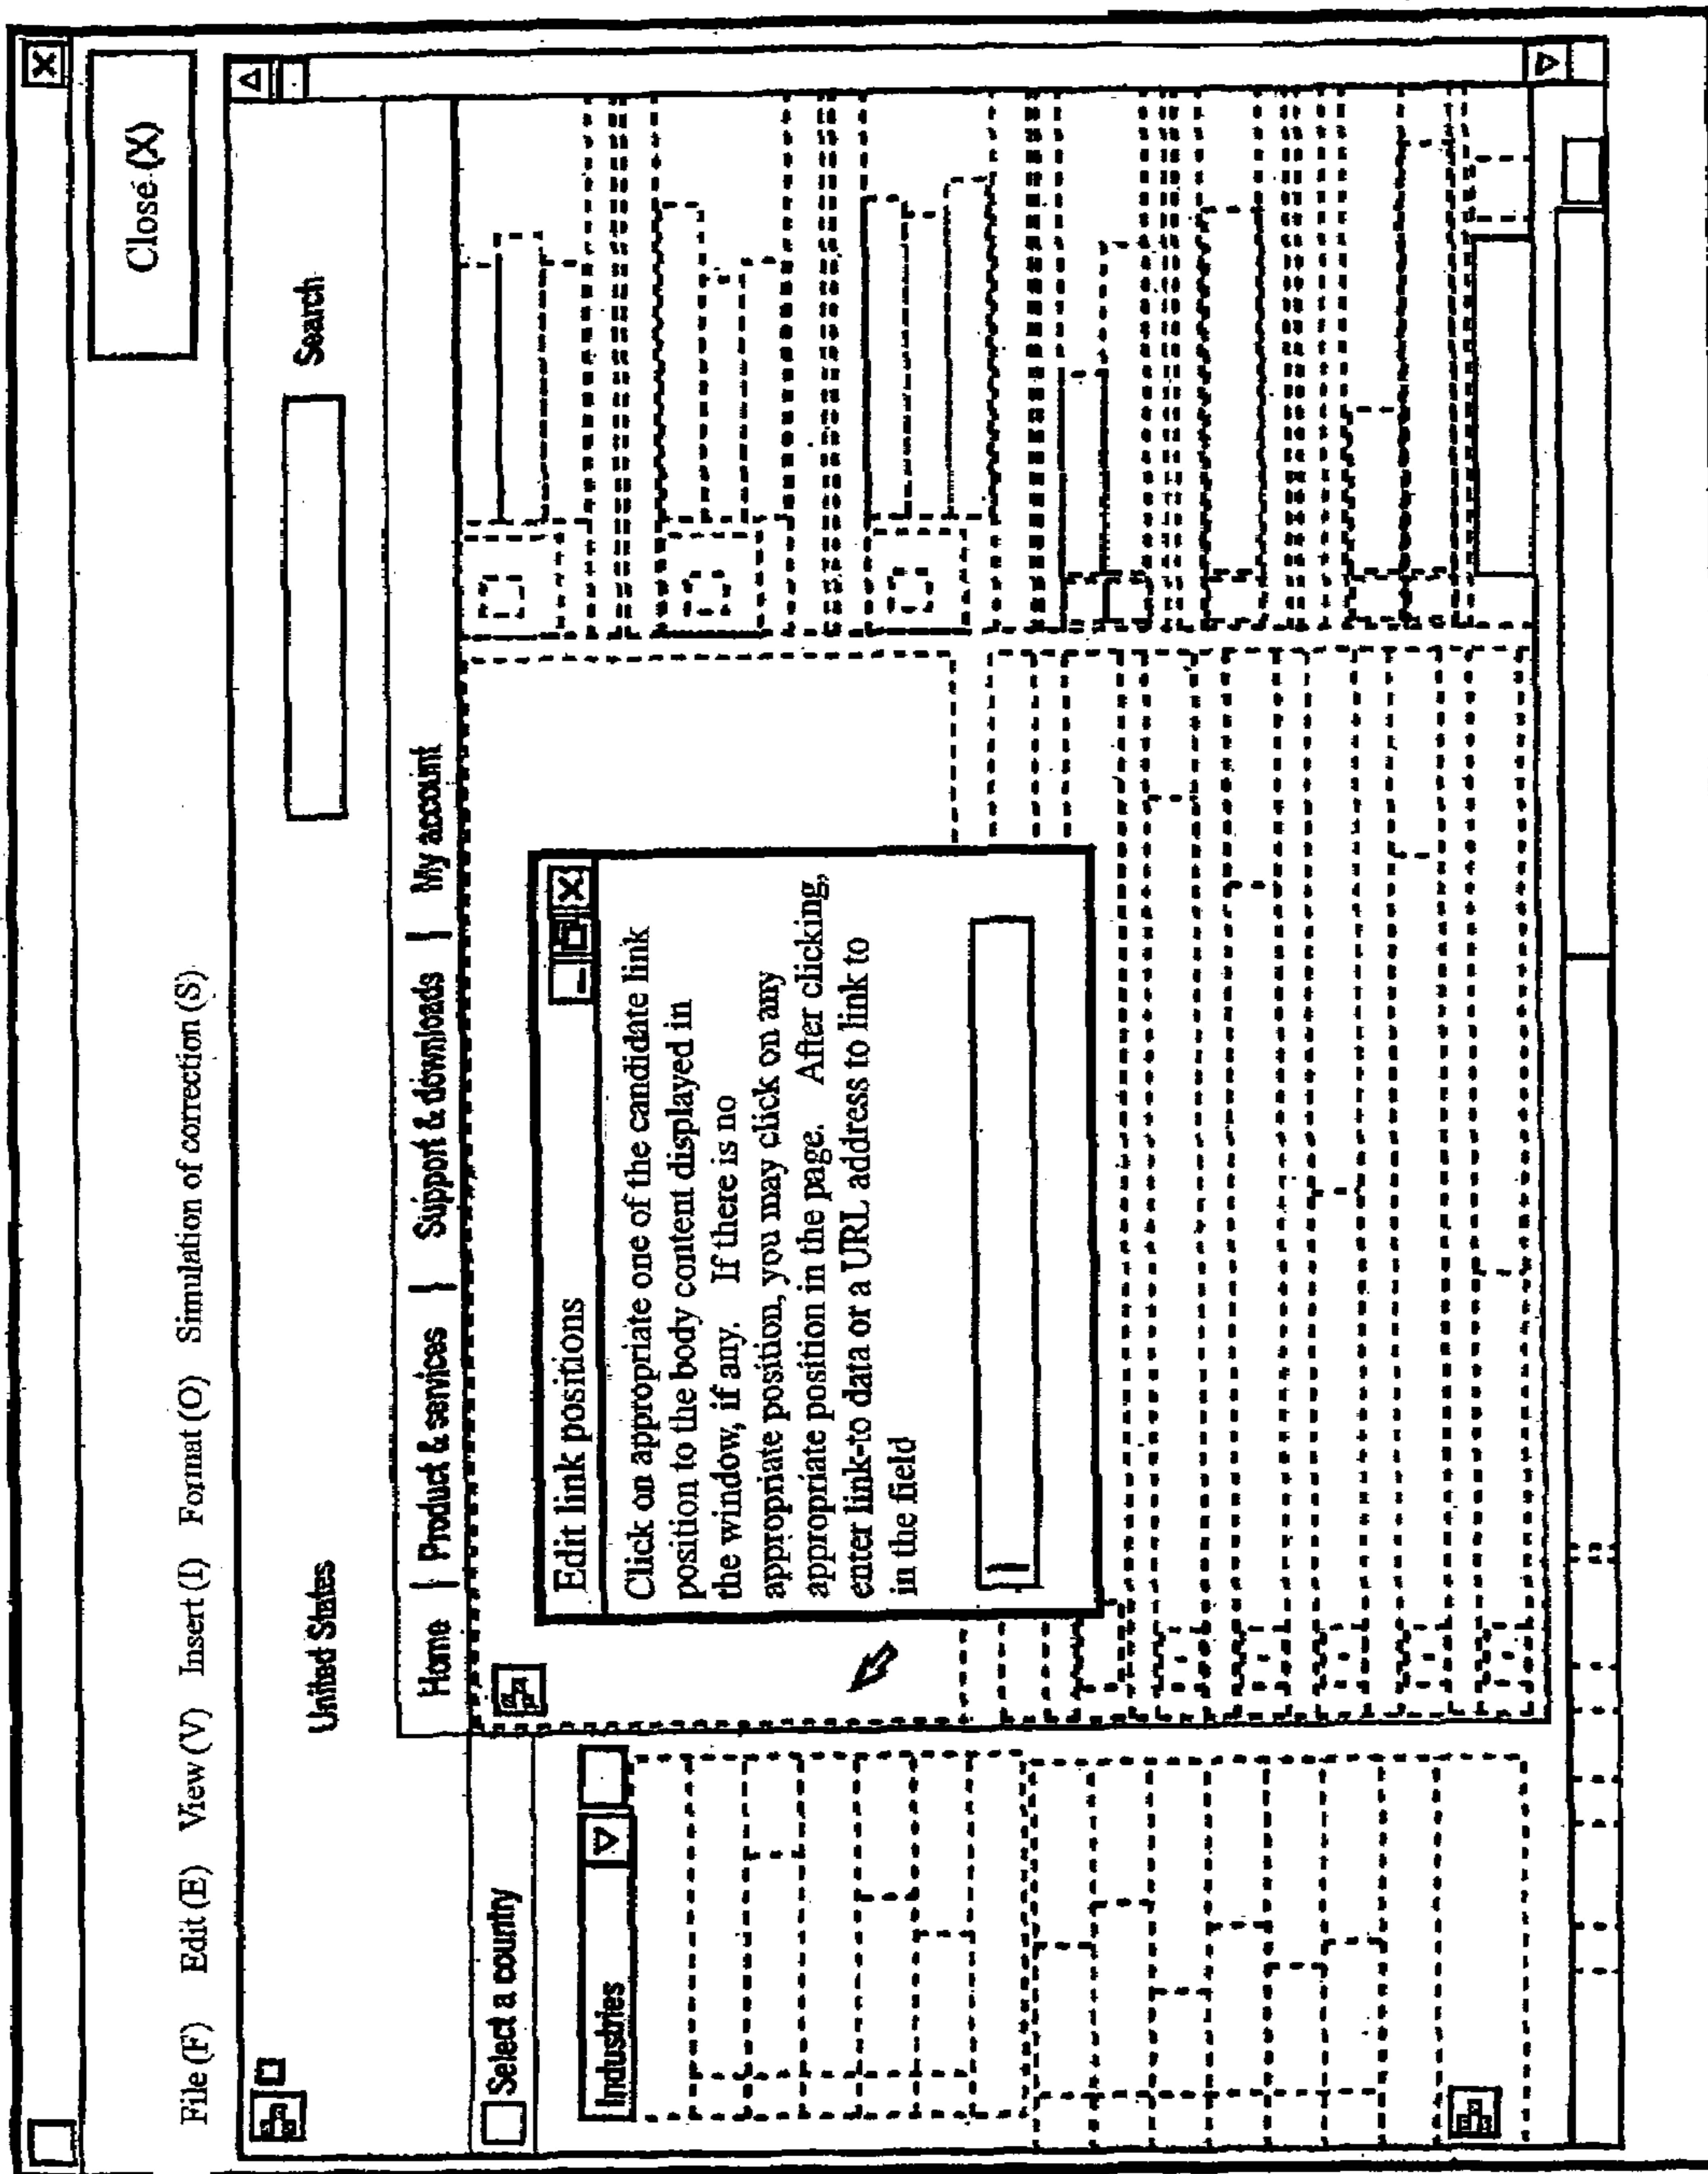 Close (X)
File (F) Edit (E) View (V) Insert (I) Format (O) Simulation of correction (S)
United States
Search
Home | Product & services | Support & downloads | My account
Select a country
Industries
Edit link positions
Click on appropriate one of the candidate link
position to the body content displayed in
the window, if any. If there is no
appropriate position, you may click on any
appropriate position in the page. After clicking,
enter link-to data or a URL address to link to
in the field